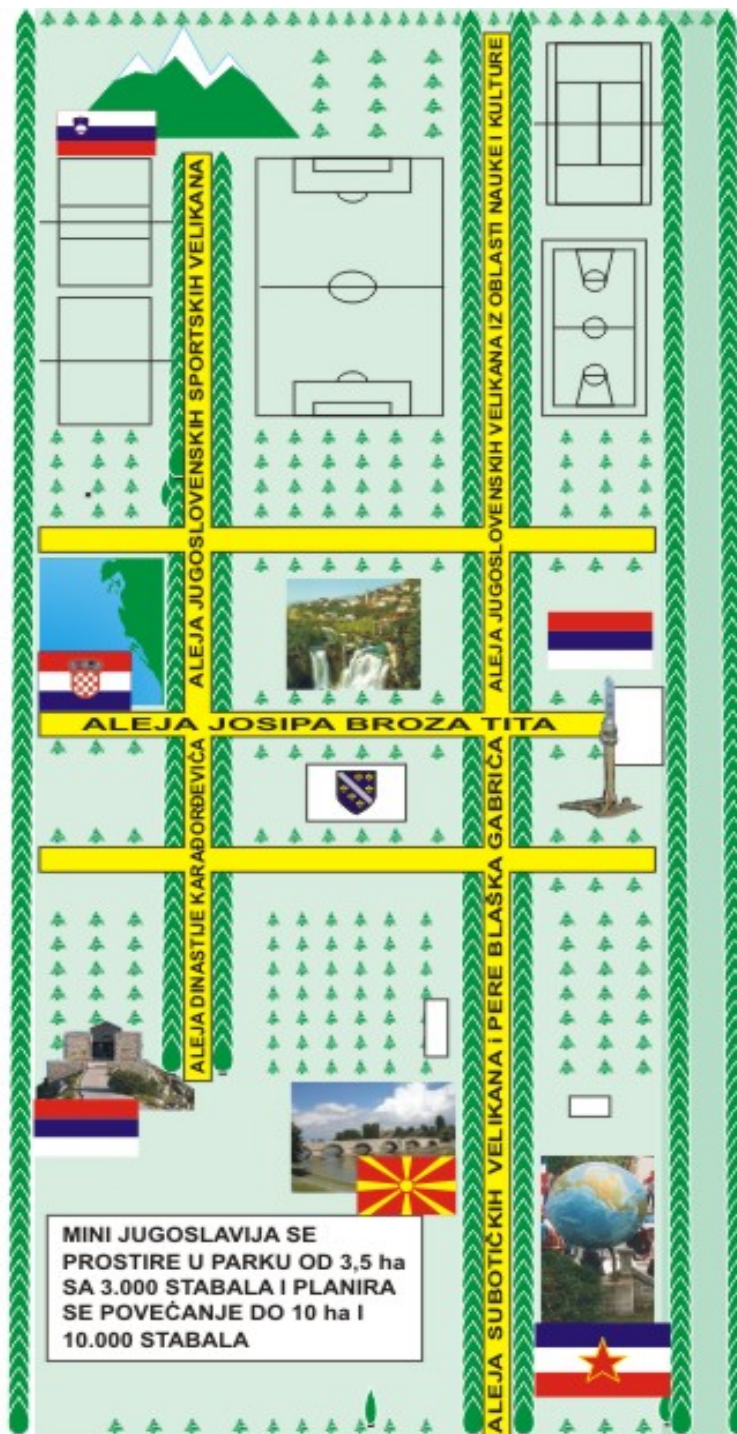 ALEJA JUGOSLOVENSKIH SPORTSKIH VELIKANA
ALEJA JUGOSLOVENSKIH VELIKANA IZ OBLASTI NAUKE I KULTURE
ALEJA JOSIPA BROZA TITA
ALEJA DINASTIJE KARAĐORĐEVIĆA
ALEJA SUBOTIČKIH VELIKANA i PERE BLAŠKA GABRIĆA
MINI JUGOSLAVIJA SE
PROSTIRE U PARKU OD 3,5 ha
SA 3.000 STABALA I PLANIRA
SE POVEĆANJE DO 10 ha I
10.000 STABALA